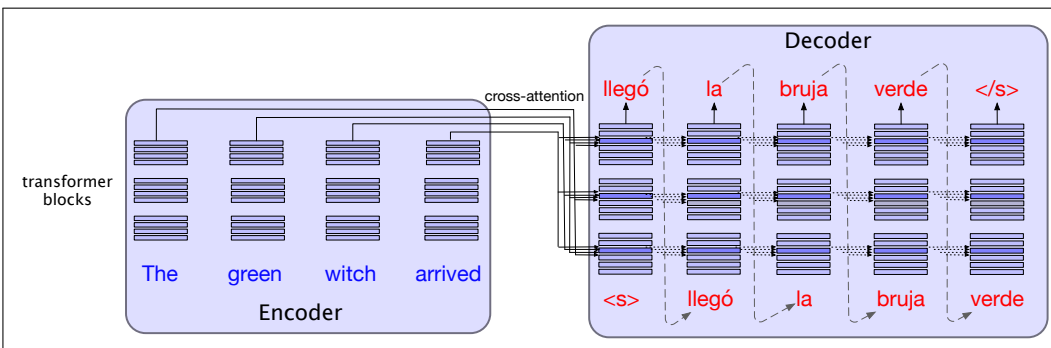 Decoder
llegó la bruja verde </s>
cross-attention
transformer
blocks
The green witch arrived
Encoder
<s> llegó la bruja verde